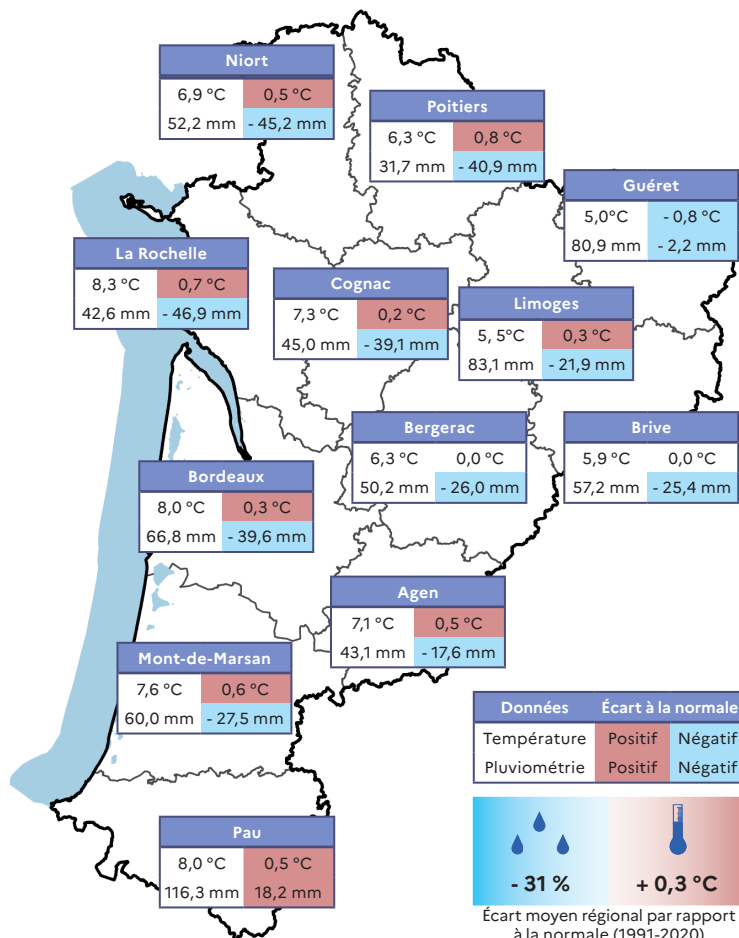 Niort
6,9 °C 0,5 °C
52,2 mm - 45,2 mm
Poitiers
6,3 °C 0,8 °C
31,7 mm - 40,9 mm
Guéret
5,0°C - 0,8 °C
80,9 mm - 2,2 mm
La Rochelle
8,3 °C 0,7 °C
42,6 mm - 46,9 mm
Cognac
7,3 °C 0,2 °C
45,0 mm - 39,1 mm
Limoges
5, 5°C 0,3 °C
83,1 mm - 21,9 mm
Bergerac
6,3 °C 0,0 °C
50,2 mm - 26,0 mm
Brive
5,9 °C 0,0 °C
57,2 mm - 25,4 mm
Bordeaux
8,0 °C 0,3 °C
66,8 mm - 39,6 mm
Agen
7,1 °C 0,5 °C
43,1 mm - 17,6 mm
Mont-de-Marsan
7,6 °C 0,6 °C
60,0 mm - 27,5 mm
Pau
8,0 °C 0,5 °C
116,3 mm 18,2 mm
Données Écart à la normale
Température Positif Négatif
Pluviométrie Positif Négatif
- 31 % + 0,3 °C
Écart moyen régional par rapport
à la normale (1991-2020)